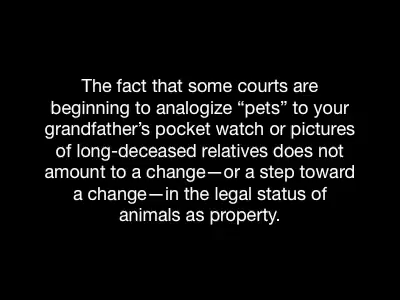 The fact that some courts are
beginning to analogize “pets” to your
grandfather’s pocket watch or pictures
of long-deceased relatives does not
amount to a change—or a step toward
a change—in the legal status of
animals as property.